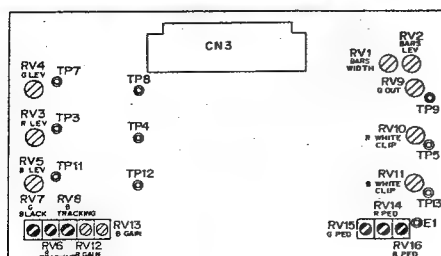 CN3
RV4
G LEV
TP7
TP8
RV1
BARS
WIDTH
RV2
BARS
LEV
RV9
G OUT
TP9
RV3
R LEV
TP3
TP4
RV10
R WHITE
CLIP
TP5
RV5
B LEV
TP11
TP12
RV11
B WHITE
CLIP
TP13
RV7
G
BLACK
RV8
B
TRACKING
RV13
B GAIN
RV6
RV12
R GAIN
RV14
R PED
RV15
G PED
E1
RV16
B PED